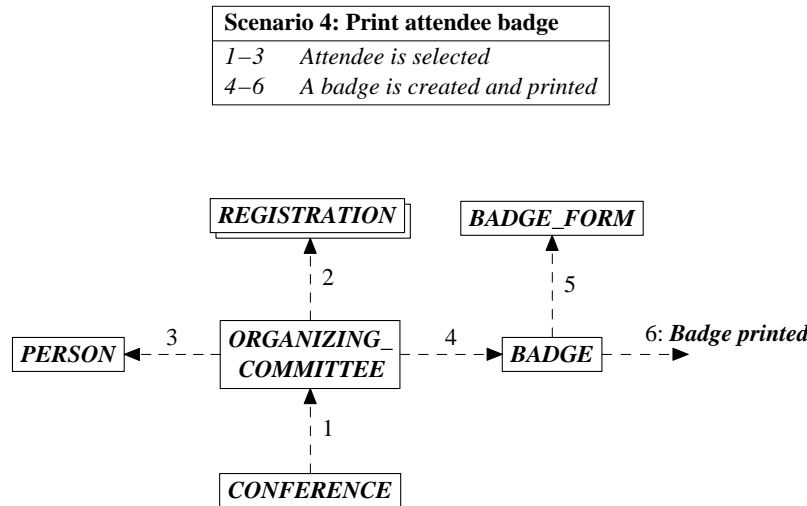 Scenario 4: Print attendee badge
1–3 Attendee is selected
4–6 A badge is created and printed
REGISTRATION
BADGE_FORM
2
5
PERSON
3
ORGANIZING_
COMMITTEE
4
BADGE
6: Badge printed
1
CONFERENCE